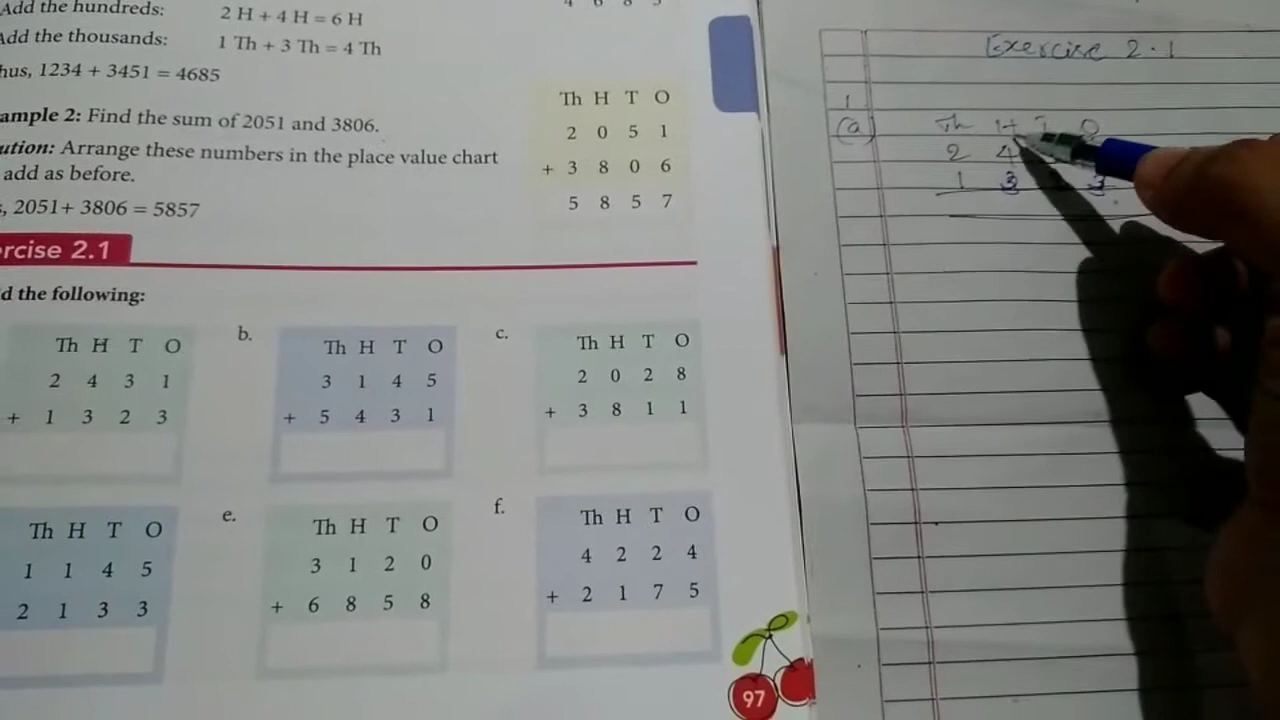 Add the hundreds: 2 H + 4 H = 6 H
Add the thousands: 1 Th + 3 Th = 4 Th
hus, 1234 + 3451 = 4685
ample 2: Find the sum of 2051 and 3806.
ution: Arrange these numbers in the place value chart
add as before.
s, 2051+ 3806 = 5857
Th H T O
2 0 5 1
+ 3 8 0 6
5 8 5 7
rcise 2.1
d the following:
Th H T O
2 4 3 1
+ 1 3 2 3
b.
Th H T O
3 1 4 5
+ 5 4 3 1
c.
Th H T O
2 0 2 8
+ 3 8 1 1
Th H T O
1 1 4 5
2 1 3 3
e.
Th H T O
3 1 2 0
+ 6 8 5 8
f.
Th H T O
4 2 2 4
+ 2 1 7 5
97
Exercise 2.1
1
(a) Th H T O
2 4
1 3 3